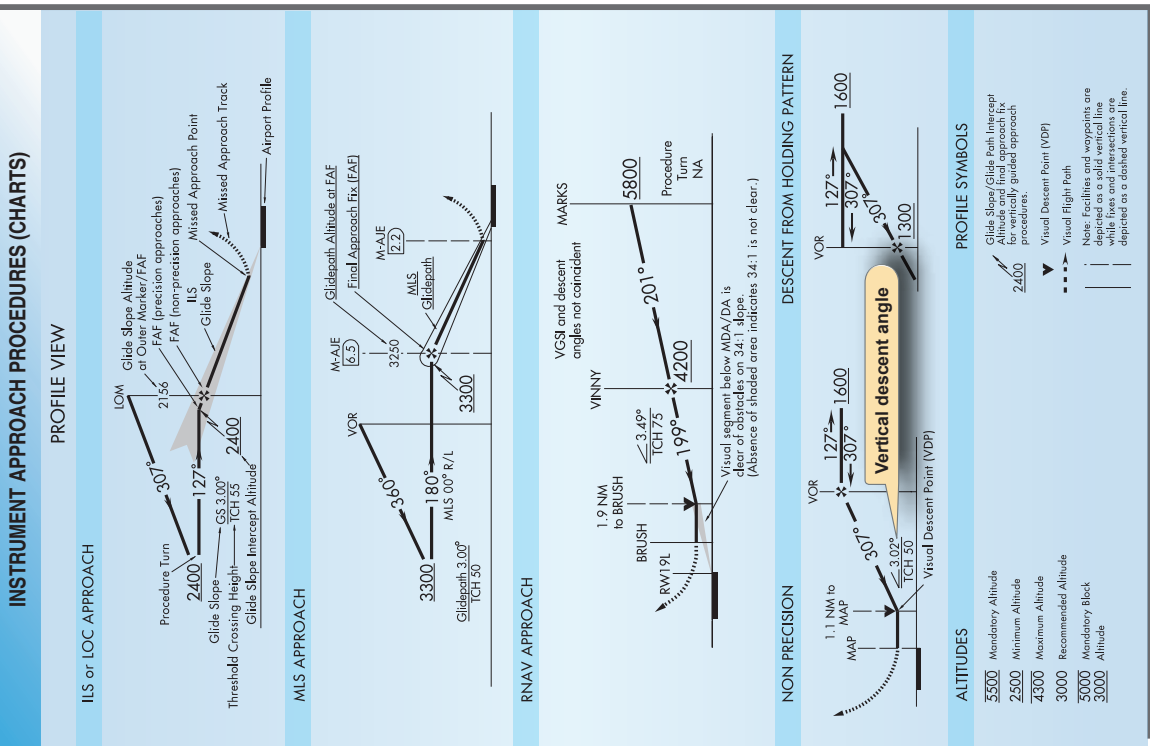 INSTRUMENT APPROACH PROCEDURES (CHARTS)
PROFILE VIEW
ILS or LOC APPROACH
LOM
Glide Slope Altitude
at Outer Marker/FAF
2156
FAF (precision approaches)
FAF (non-precision approaches)
ILS
Glide Slope
Missed Approach Point
Missed Approach Track
Airport Profile
307°
127°
Procedure Turn
2400
2400
Glide Slope
GS 3.00°
Threshold Crossing Height
TCH 55
Glide Slope Intercept Altitude
MLS APPROACH
VOR
M-AJE
6.5
3250
Glidepath Altitude at FAF
Final Approach Fix (FAF)
M-AJE
2.2
MLS
Glidepath
360°
180°
MLS 00° R/L
3300
3300
Glidepath 3.00°
TCH 50
RNAV APPROACH
RW19L
BRUSH
1.9 NM
to BRUSH
VINNY
MARKS
VGSI and descent
angles not coincident
5800
Procedure
Turn
NA
201°
4200
199°
3.49°
TCH 75
Visual segment below MDA/DA is
clear of obstacles on 34:1 slope.
(Absence of shaded area indicates 34:1 is not clear.)
NON PRECISION
MAP
1.1 NM to
MAP
VOR
127°
307°
1600
307°
3.02°
TCH 50
Visual Descent Point (VDP)
Vertical descent angle
DESCENT FROM HOLDING PATTERN
VOR
127°
307°
1600
307°
1300
ALTITUDES
5500 Mandatory Altitude
2500 Minimum Altitude
4300 Maximum Altitude
3000 Recommended Altitude
5000 Mandatory Block
3000 Altitude
PROFILE SYMBOLS
2400
Glide Slope/Glide Path Intercept
Altitude and final approach fix
for vertically guided approach
procedures.
Visual Descent Point (VDP)
Visual Flight Path
Note: Facilities and waypoints are
depicted as a solid vertical line
while fixes and intersections are
depicted as a dashed vertical line.